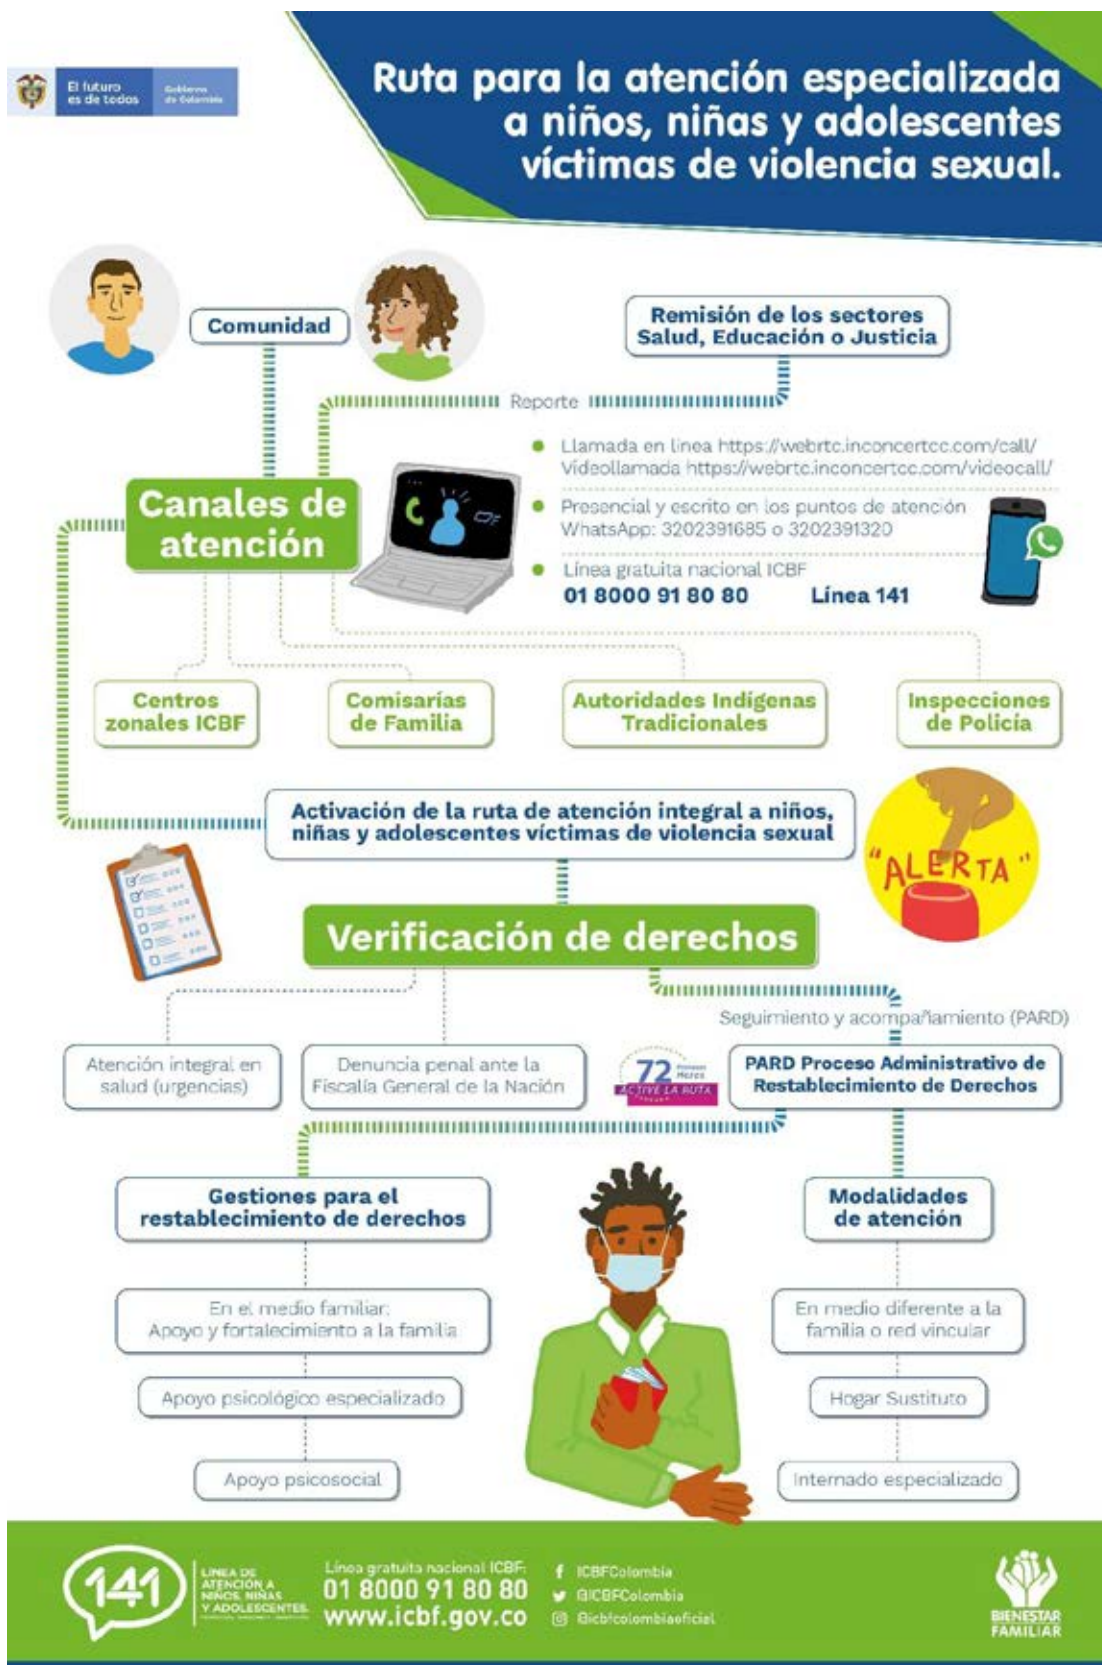 El futuro
es de todos
Gobierno
de Colombia
Ruta para la atención especializada
a niños, niñas y adolescentes
víctimas de violencia sexual.
Comunidad
Remisión de los sectores
Salud, Educación o Justicia
Reporte
Llamada en línea https://webrtc.inconcertcc.com/call/
Videollamada https://webrtc.inconcertcc.com/videocall/
Canales de
atención
Presencial y escrito en los puntos de atención
WhatsApp: 3202391685 o 3202391320
Línea gratuita nacional ICBF
01 8000 91 80 80 Línea 141
Centros
zonales ICBF
Comisarías
de Familia
Autoridades Indígenas
Tradicionales
Inspecciones
de Policía
Activación de la ruta de atención integral a niños,
niñas y adolescentes víctimas de violencia sexual
"ALERTA"
Verificación de derechos
Seguimiento y acompañamiento (PARD)
Atención integral en
salud (urgencias)
Denuncia penal ante la
Fiscalía General de la Nación
72 Primeras
Horas
ACTIVE LA RUTA
PARD Proceso Administrativo de
Restablecimiento de Derechos
Gestiones para el
restablecimiento de derechos
Modalidades
de atención
En el medio familiar:
Apoyo y fortalecimiento a la familia
En medio diferente a la
familia o red vincular
Apoyo psicológico especializado
Hogar Sustituto
Apoyo psicosocial
Internado especializado
141
LÍNEA DE
ATENCIÓN A
NIÑOS, NIÑAS
Y ADOLESCENTES
Línea gratuita nacional ICBF:
01 8000 91 80 80
www.icbf.gov.co
ICBFColombia
@ICBFColombia
@icbfcolombiaoficial
BIENESTAR
FAMILIAR